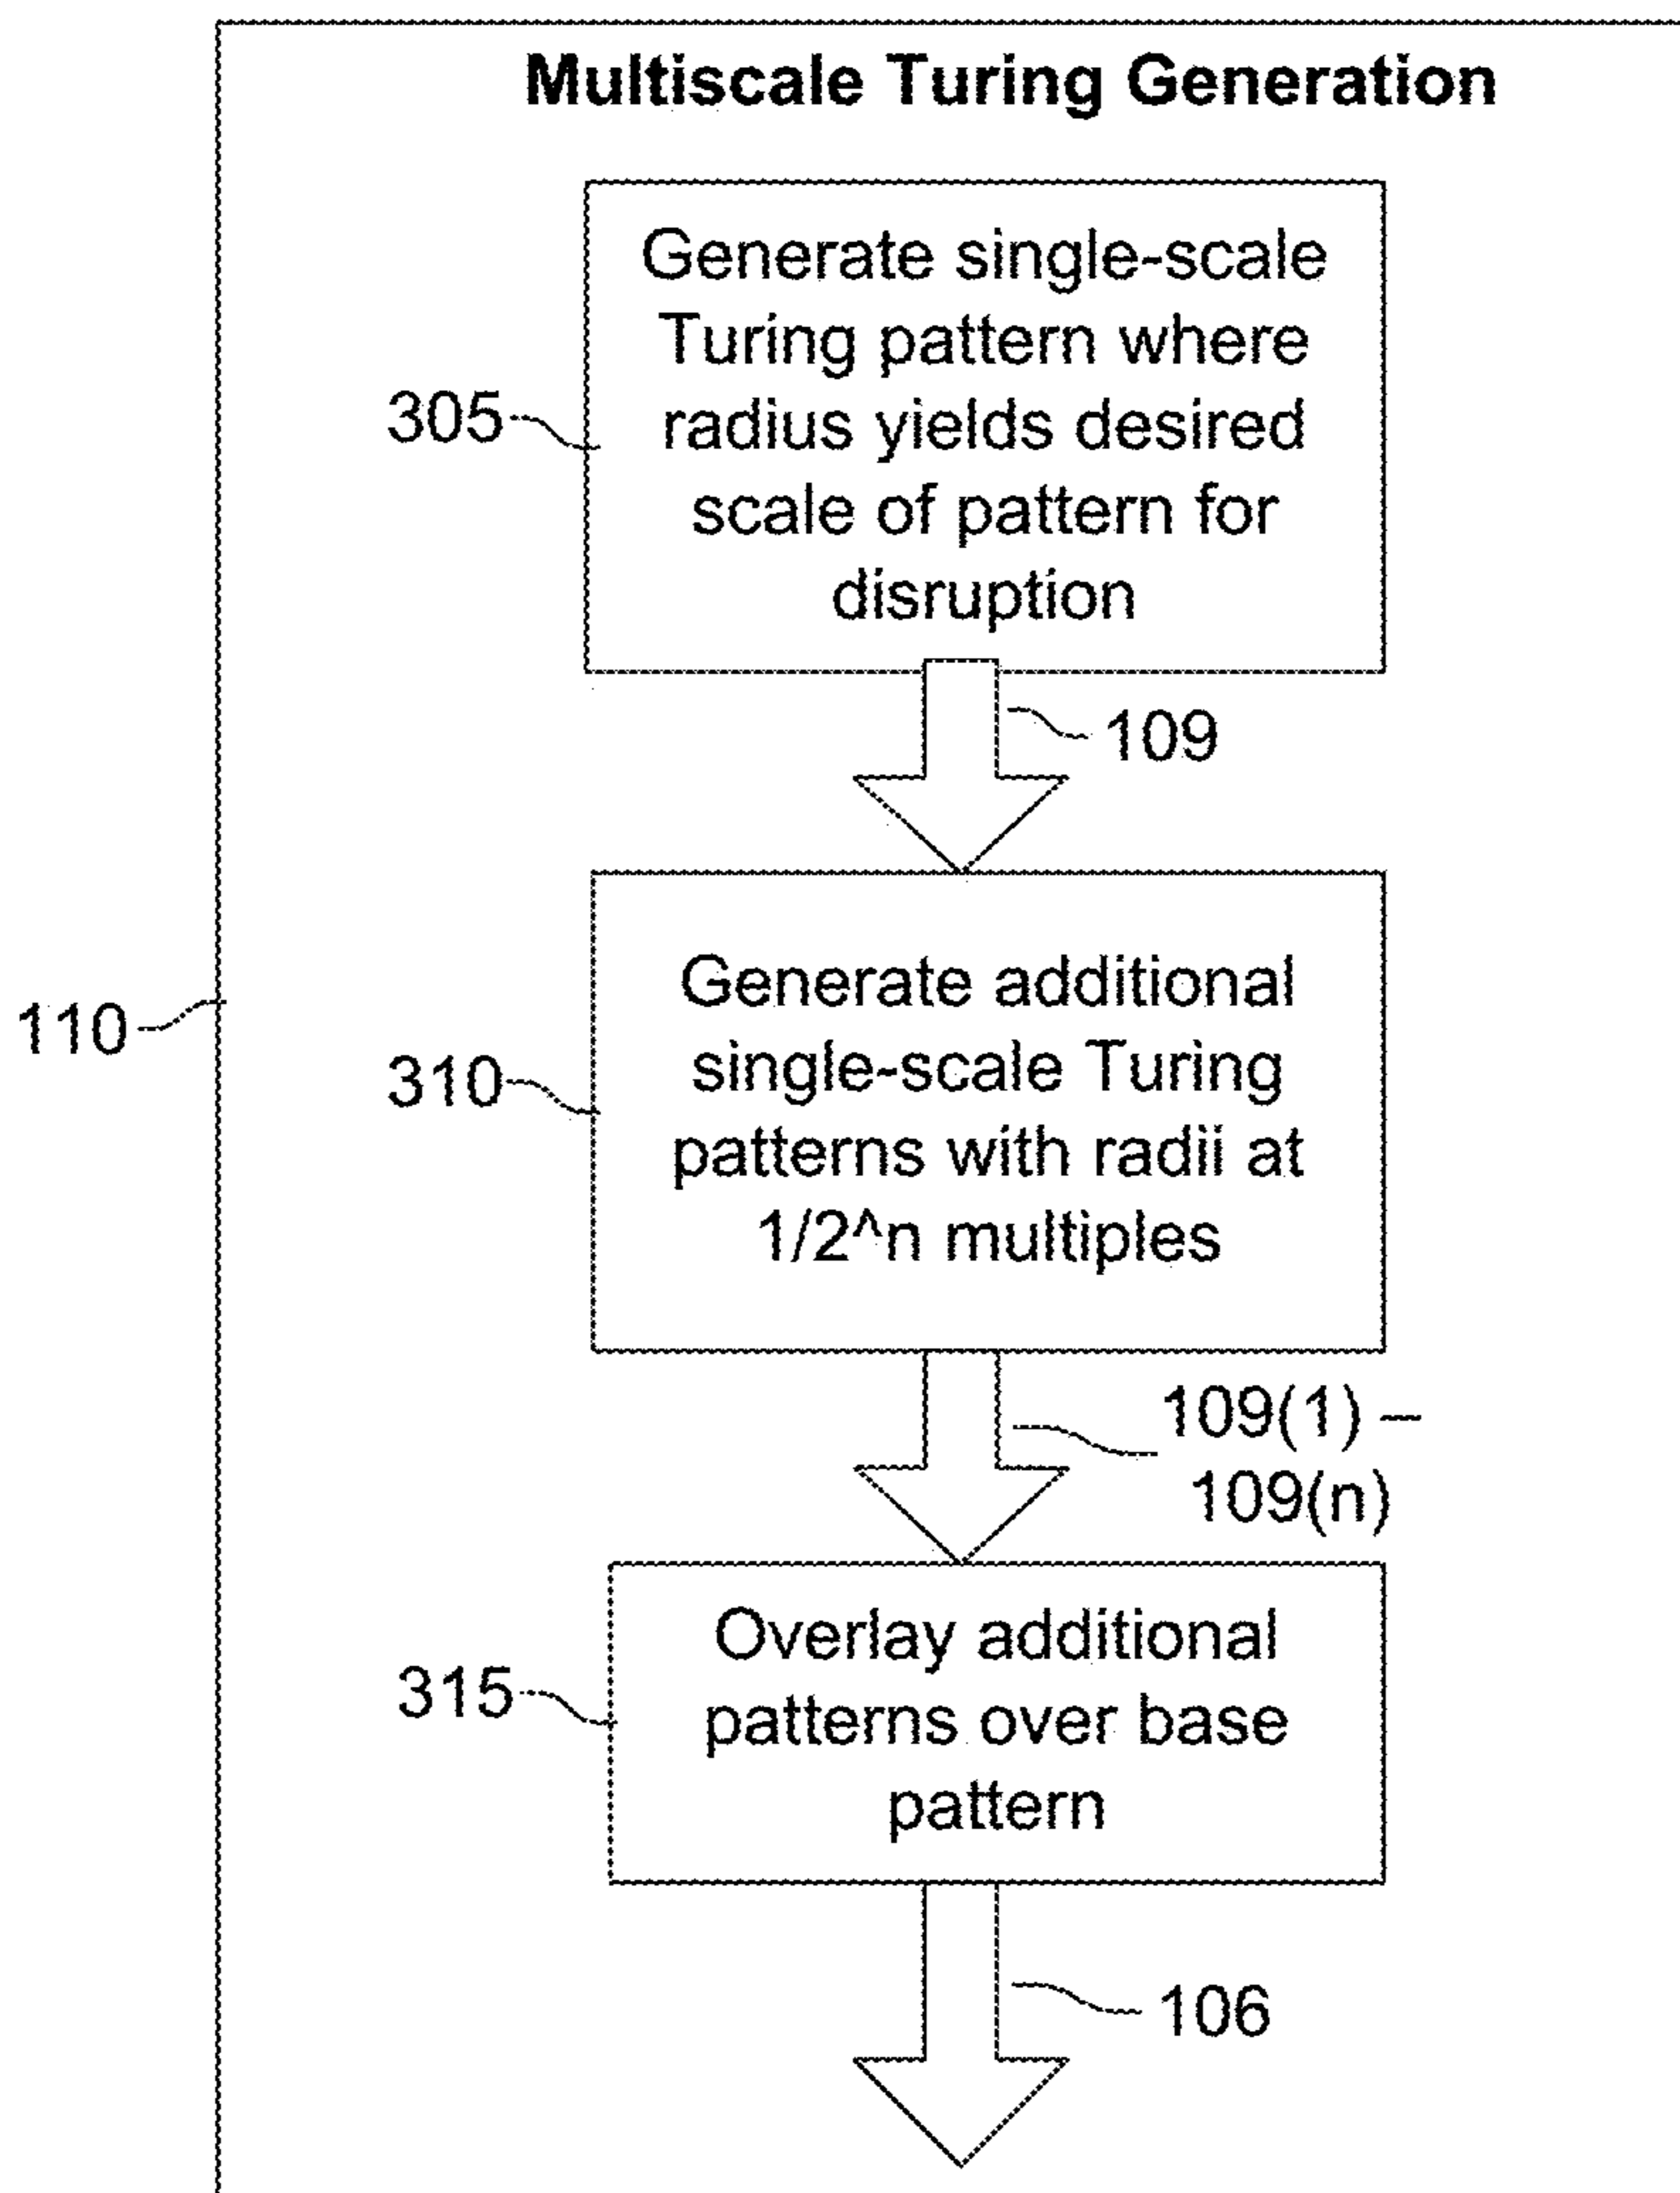 Multiscale Turing Generation
Generate single-scale
Turing pattern where
radius yields desired
scale of pattern for
disruption
305
109
110
Generate additional
single-scale Turing
patterns with radii at
1/2^n multiples
310
109(1) –
109(n)
Overlay additional
patterns over base
pattern
315
106